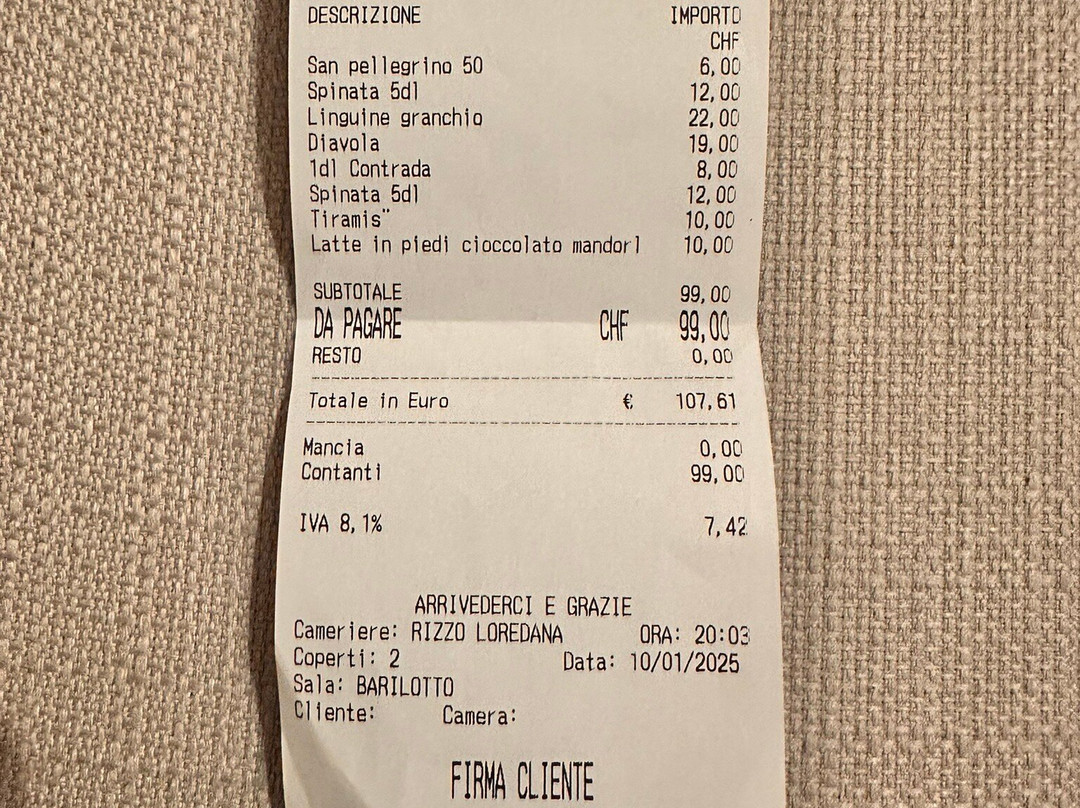 DESCRIZIONE IMPORTO
CHF
San pellegrino 50 6,00
Spinata 5dl 12,00
Linguine granchio 22,00
Diavola 19,00
1dl Contrada 8,00
Spinata 5dl 12,00
Tiramis" 10,00
Latte in piedi cioccolato mandorl 10,00
SUBTOTALE 99,00
DA PAGARE CHF 99,00
RESTO 0,00
Totale in Euro € 107,61
Mancia 0,00
Contanti 99,00
IVA 8,1% 7,42
ARRIVEDERCI E GRAZIE
Cameriere: RIZZO LOREDANA ORA: 20:03
Coperti: 2 Data: 10/01/2025
Sala: BARILOTTO
Cliente: Camera:
FIRMA CLIENTE